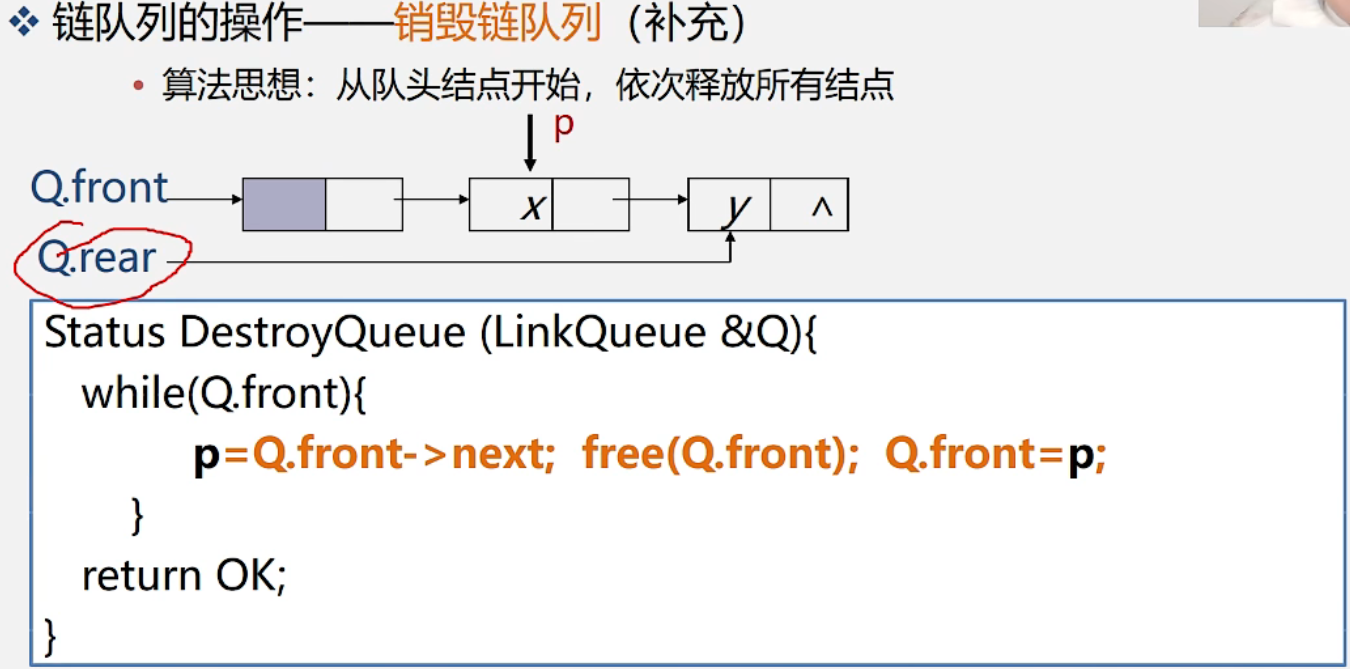 ❖ 链队列的操作——销毁链队列（补充）
• 算法思想：从队头结点开始，依次释放所有结点
p
Q.front
x
y
^
Q.rear
Status DestroyQueue (LinkQueue &Q){
while(Q.front){
p=Q.front->next; free(Q.front); Q.front=p;
}
return OK;
}